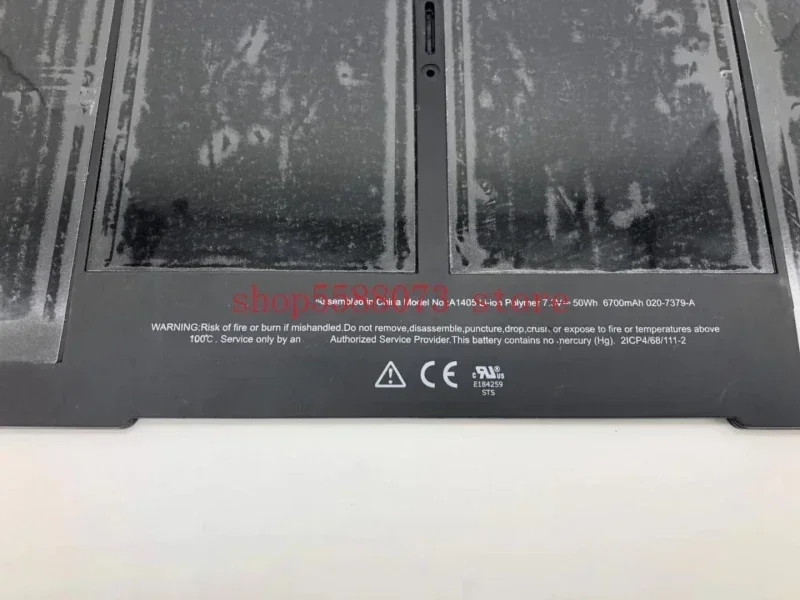 shop5588073 store
Assembled in China Model No.:A1405 Li-ion Polymer 50Wh 6700mAh 020-7379-A
WARNING:Risk of fire or burn if mishandled.Do not remove,disassemble,puncture,drop,crush or expose to fire or temperatures above
100℃. Service only by an Authorized Service Provider.This battery contains no mercury (Hg). 2ICP4/68/111-2
CE
c RU us
E184259
STS